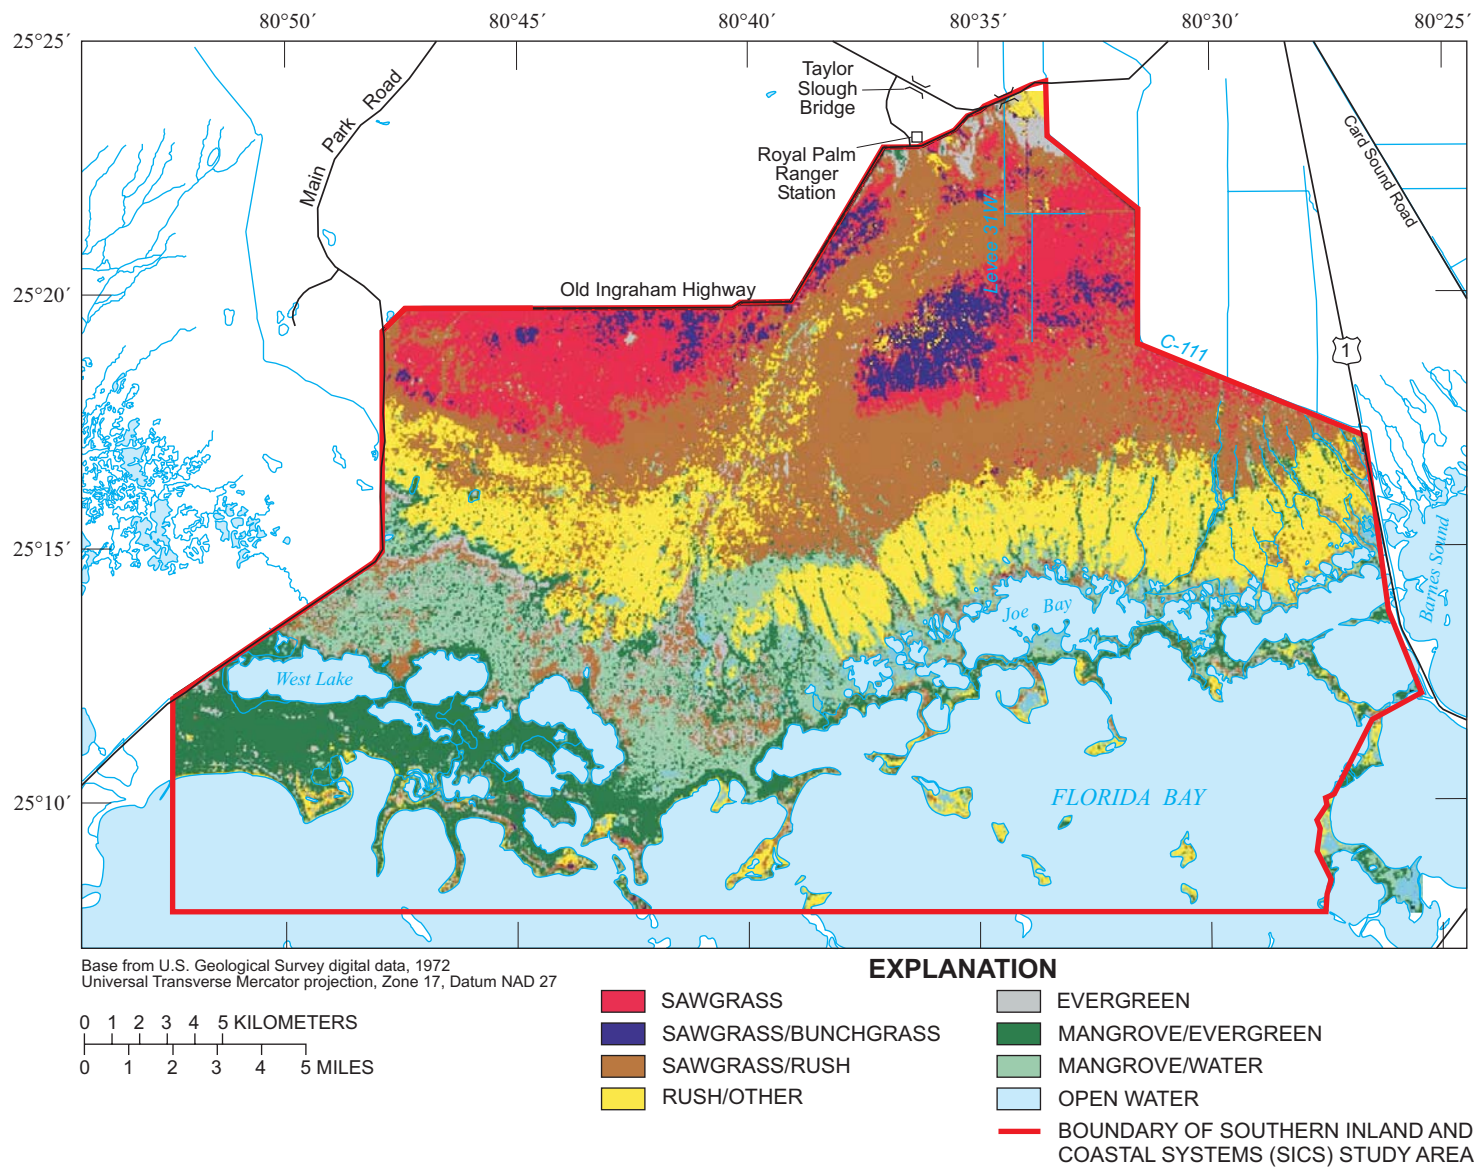 80°50´ 80°45´ 80°40´ 80°35´ 80°30´ 80°25´
25°25´
Taylor
Slough
Bridge
Main Park Road
Royal Palm
Ranger
Station
Card Sound Road
Levee 31W
25°20´
Old Ingraham Highway
C-111
1
25°15´
Barnes Sound
Joe Bay
West Lake
25°10´
FLORIDA BAY
Base from U.S. Geological Survey digital data, 1972
Universal Transverse Mercator projection, Zone 17, Datum NAD 27
0 1 2 3 4 5 KILOMETERS
0 1 2 3 4 5 MILES
EXPLANATION
SAWGRASS
SAWGRASS/BUNCHGRASS
SAWGRASS/RUSH
RUSH/OTHER
EVERGREEN
MANGROVE/EVERGREEN
MANGROVE/WATER
OPEN WATER
BOUNDARY OF SOUTHERN INLAND AND
COASTAL SYSTEMS (SICS) STUDY AREA